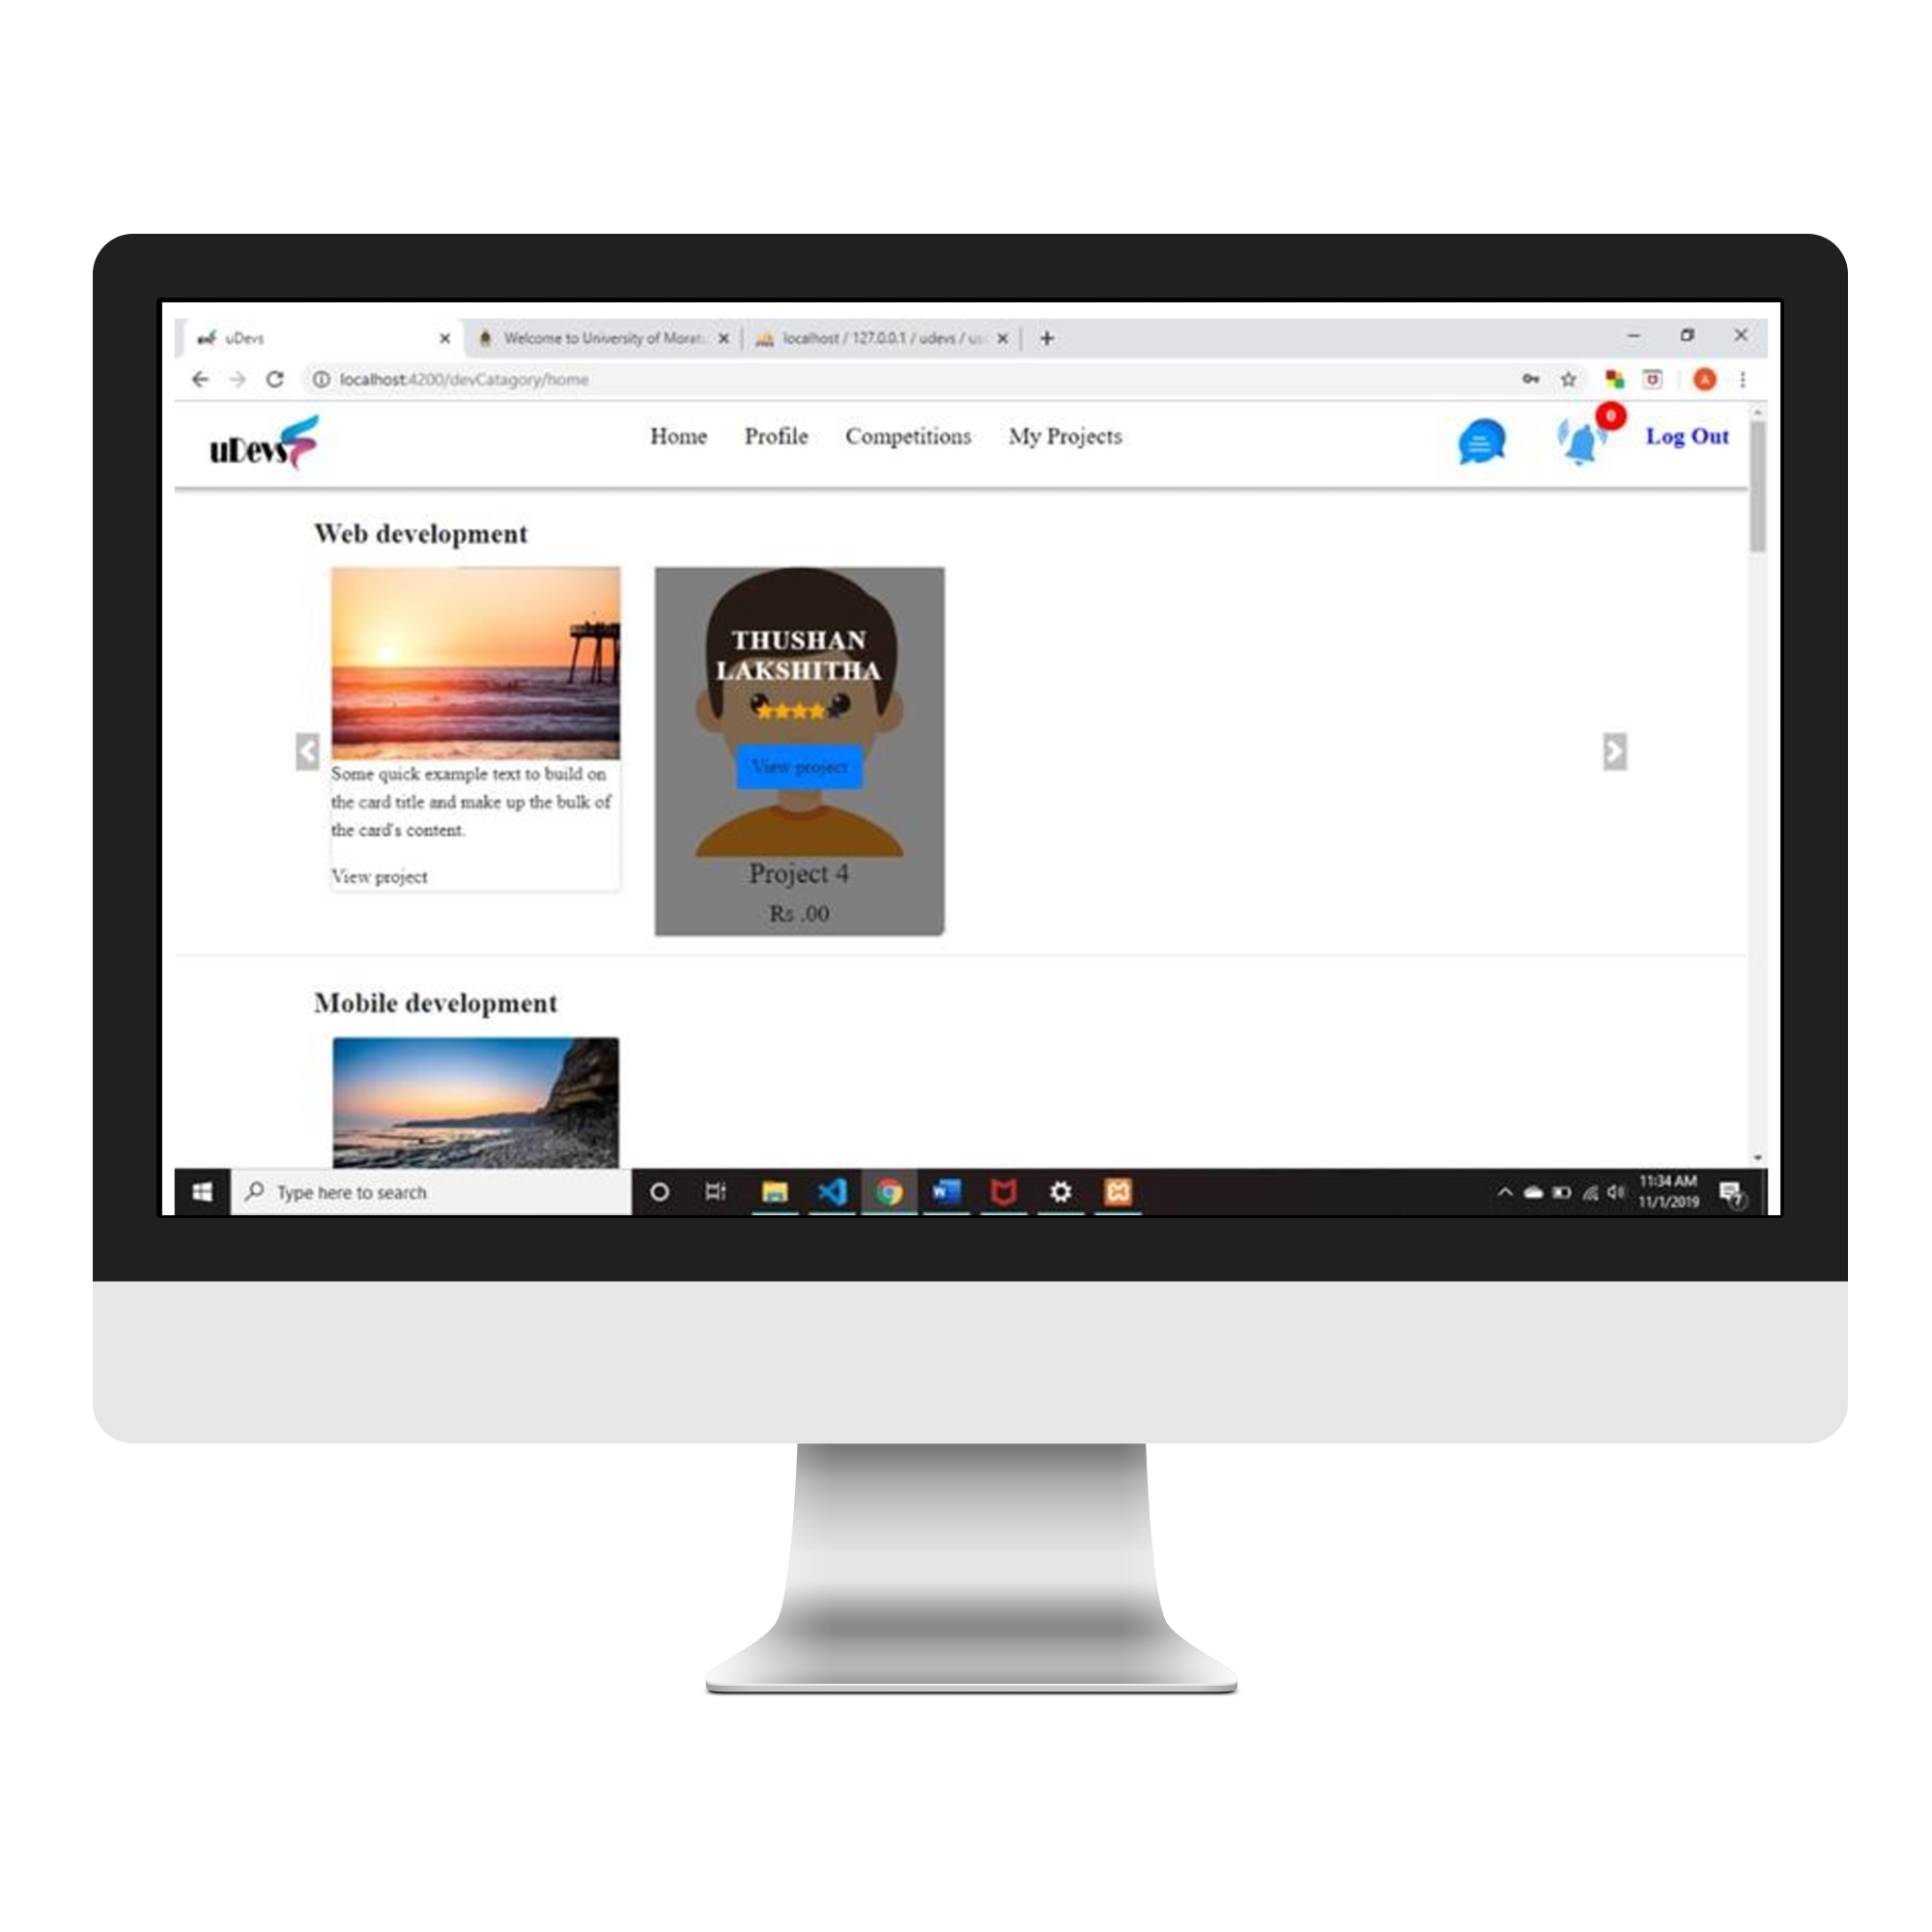 uDevs
Welcome to University of Morat
localhost / 127.0.0.1 / udevs / us
localhost:4200/devCatagory/home
A
uDevs
Home
Profile
Competitions
My Projects
0
Log Out
Web development
Some quick example text to build on
the card title and make up the bulk of
the card's content.
View project
THUSHAN
LAKSHITHA
View project
Project 4
Rs .00
Mobile development
Type here to search
11:34 AM
11/1/2019
7